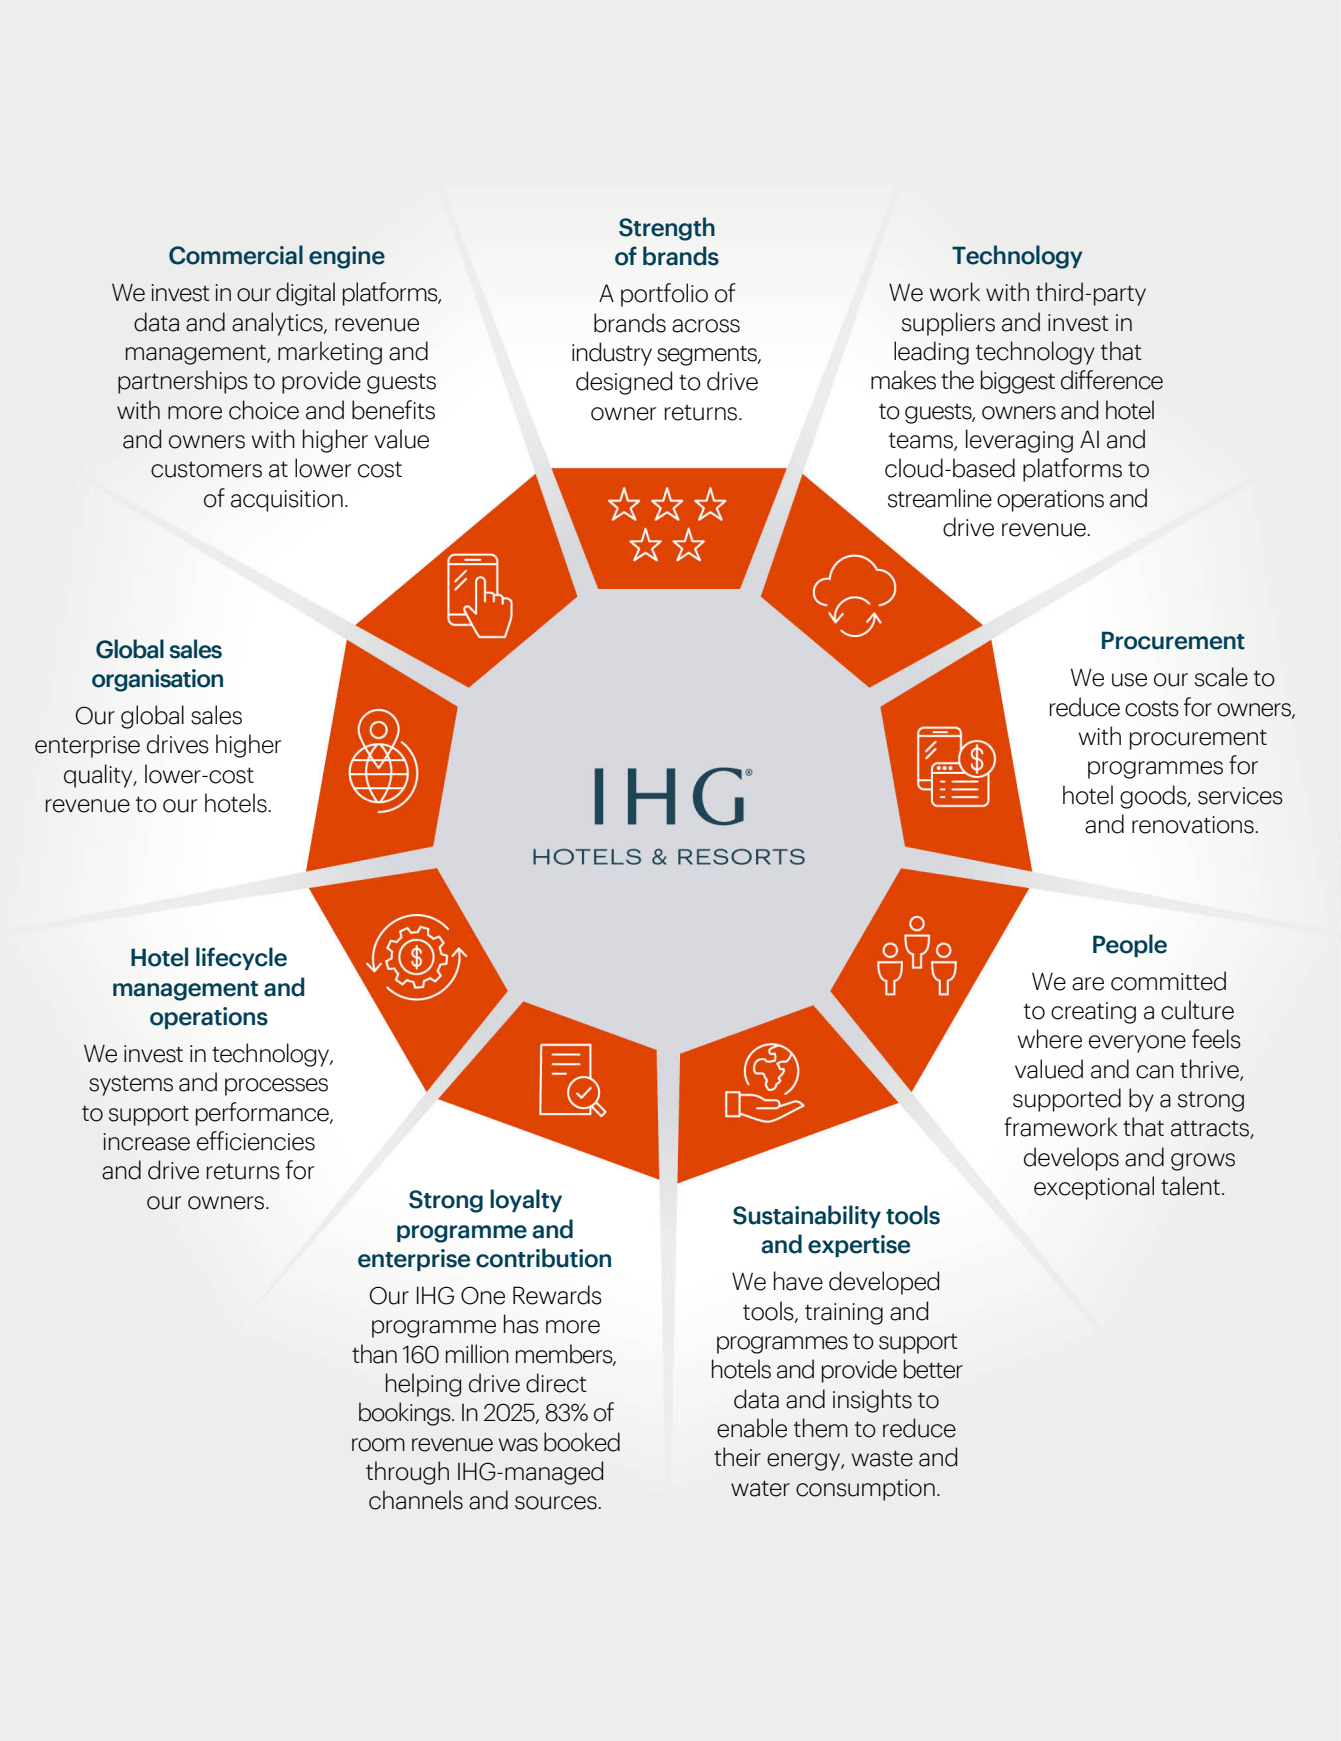 Strength
of brands
A portfolio of
brands across
industry segments,
designed to drive
owner returns.
Technology
We work with third-party
suppliers and invest in
leading technology that
makes the biggest difference
to guests, owners and hotel
teams, leveraging AI and
cloud-based platforms to
streamline operations and
drive revenue.
Procurement
We use our scale to
reduce costs for owners,
with procurement
programmes for
hotel goods, services
and renovations.
People
We are committed
to creating a culture
where everyone feels
valued and can thrive,
supported by a strong
framework that attracts,
develops and grows
exceptional talent.
Sustainability tools
and expertise
We have developed
tools, training and
programmes to support
hotels and provide better
data and insights to
enable them to reduce
their energy, waste and
water consumption.
Strong loyalty
programme and
enterprise contribution
Our IHG One Rewards
programme has more
than 160 million members,
helping drive direct
bookings. In 2025, 83% of
room revenue was booked
through IHG-managed
channels and sources.
Hotel lifecycle
management and
operations
We invest in technology,
systems and processes
to support performance,
increase efficiencies
and drive returns for
our owners.
Global sales
organisation
Our global sales
enterprise drives higher
quality, lower-cost
revenue to our hotels.
Commercial engine
We invest in our digital platforms,
data and analytics, revenue
management, marketing and
partnerships to provide guests
with more choice and benefits
and owners with higher value
customers at lower cost
of acquisition.
IHG®
HOTELS & RESORTS
$
$